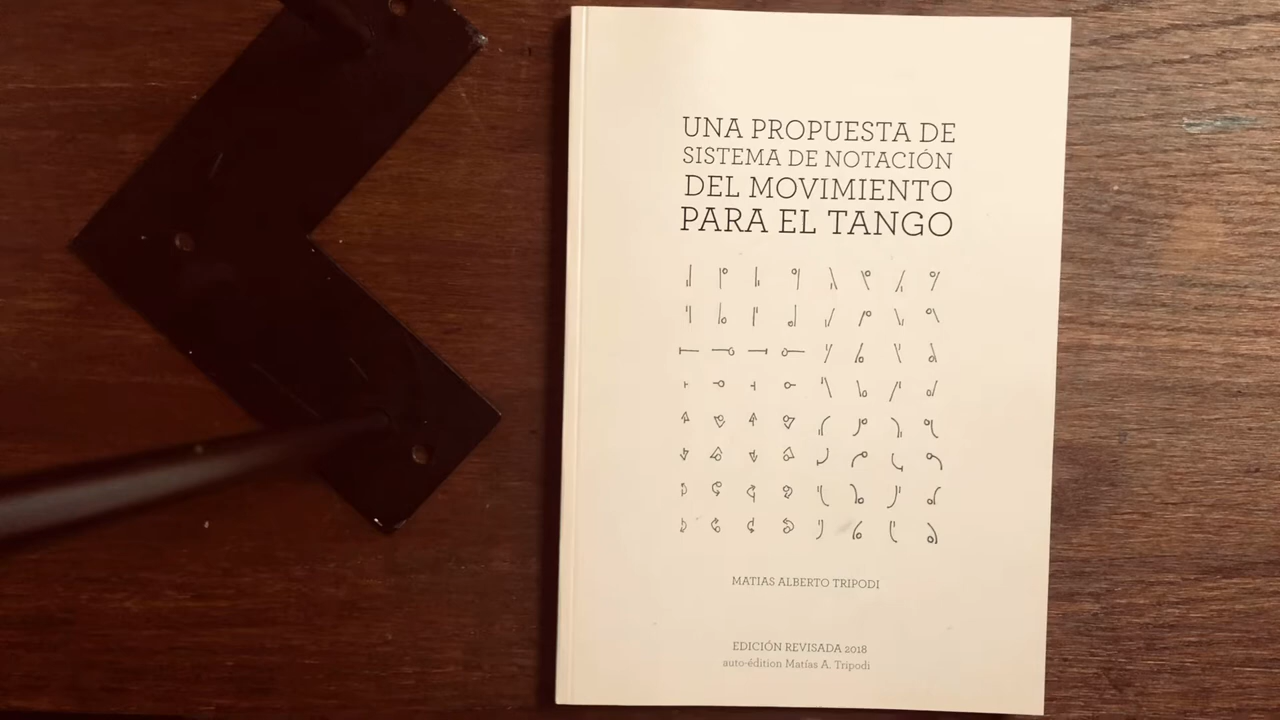 UNA PROPUESTA DE
SISTEMA DE NOTACIÓN
DEL MOVIMIENTO
PARA EL TANGO
MATIAS ALBERTO TRIPODI
EDICIÓN REVISADA 2018
auto-édition Matías A. Tripodi